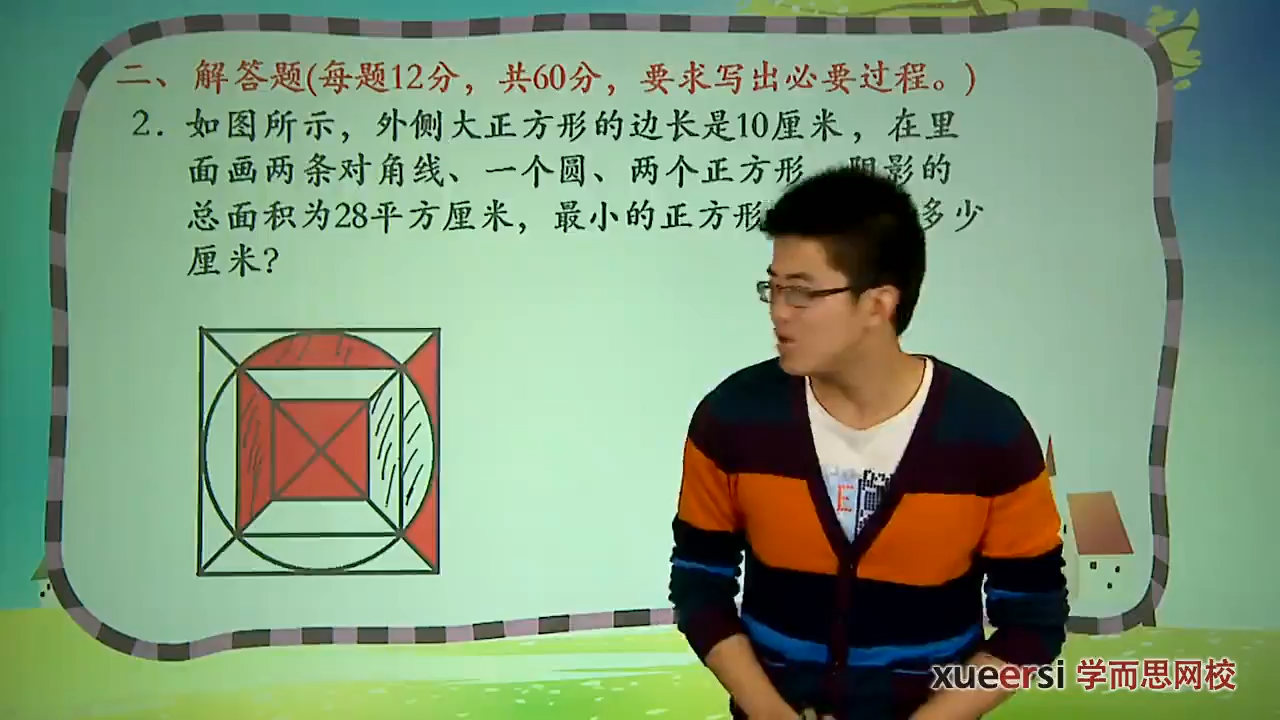 二、解答题(每题12分，共60分，要求写出必要过程。)
2. 如图所示，外侧大正方形的边长是10厘米，在里
面画两条对角线、一个圆、两个正方形 阴影的
总面积为28平方厘米，最小的正方形 多少
厘米?
E
xueersi 学而思网校